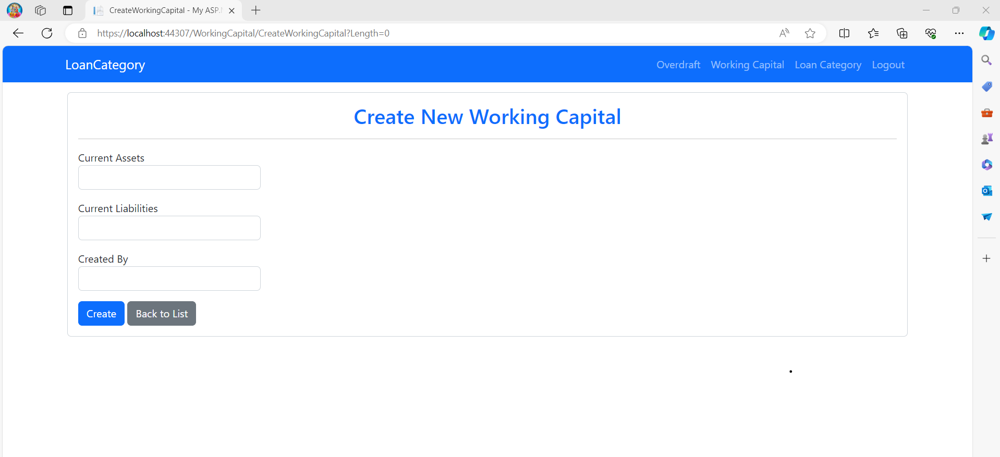 CreateWorkingCapital - My ASP.
https://localhost:44307/WorkingCapital/CreateWorkingCapital?Length=0
LoanCategory Overdraft Working Capital Loan Category Logout
Create New Working Capital
Current Assets
Current Liabilities
Created By
Create Back to List